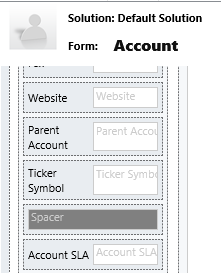 Solution: Default Solution
Form: Account
Website Website
Parent Account Parent Accou
Ticker Symbol Ticker Symbo
Spacer
Account SLA Account SLA